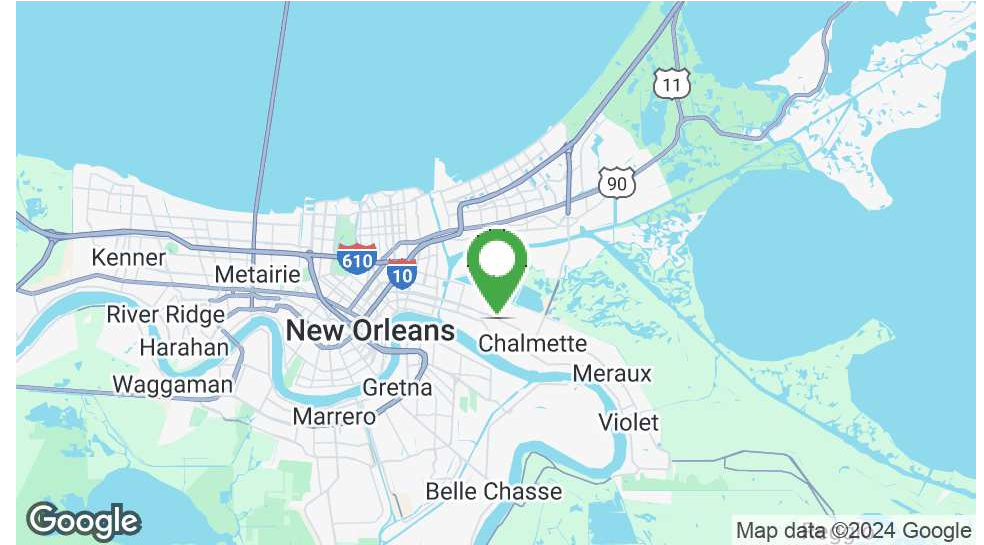 11
90
Kenner
610
Metairie
10
River Ridge
New Orleans
Harahan
Chalmette
Waggaman
Gretna
Meraux
Marrero
Violet
Belle Chasse
Google
Map data ©2024 Google